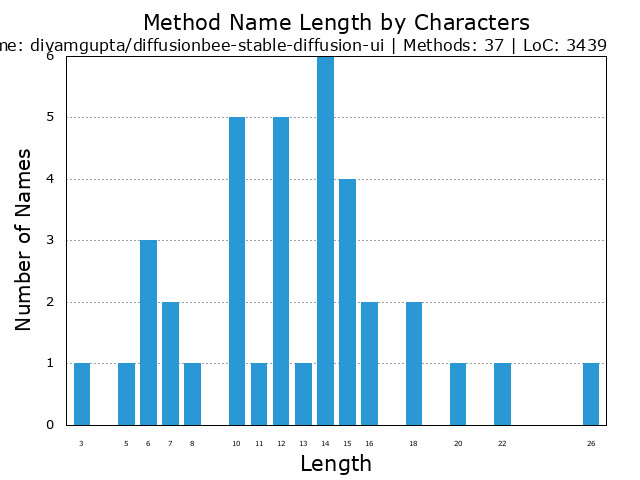 Method Name Length by Characters
me: divamgupta/diffusionbee-stable-diffusion-ui | Methods: 37 | LoC: 3439
6
5
4
3
2
1
0
Number of Names
3 5 6 7 8 10 11 12 13 14 15 16 18 20 22 26
Length